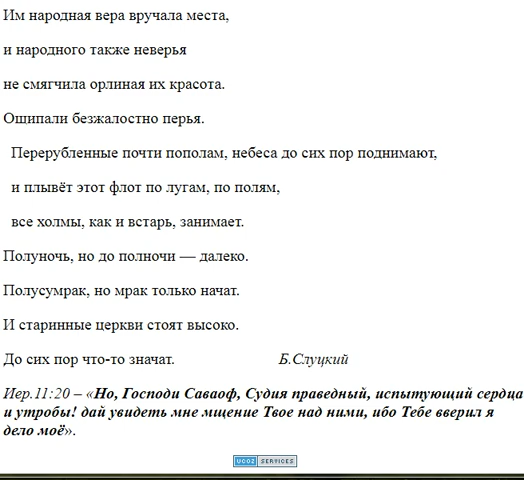 Им народная вера вручала места,
и народного также неверья
не смягчила орлиная их красота.
Ощипали безжалостно перья.
Перерубленные почти пополам, небеса до сих пор поднимают,
и плывёт этот флот по лугам, по полям,
все холмы, как и встарь, занимает.
Полуночь, но до полночи — далеко.
Полусумрак, но мрак только начат.
И старинные церкви стоят высоко.
До сих пор что-то значат. Б.Слуцкий
Иер.11:20 – «Но, Господи Саваоф, Судия праведный, испытующий сердца
и утробы! дай увидеть мне мщение Твое над ними, ибо Тебе вверил я
дело моё».
UCOZ SERVICES